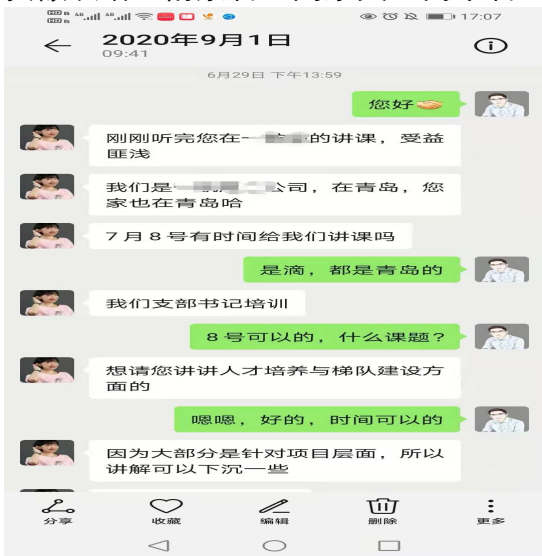 17:07
2020年9月1日
09:41
6月29日 下午13:59
您好
刚刚听完您在一 的讲课，受益
匪浅
我们是一 公司，在青岛，您
家也在青岛哈
7月8号有时间给我们讲课吗
是滴，都是青岛的
我们支部书记培训
8号可以的，什么课题？
想请您讲讲人才培养与梯队建设方
面的
嗯嗯，好的，时间可以的
因为大部分是针对项目层面，所以
讲解可以下沉一些
分享 收藏 编辑 删除 更多